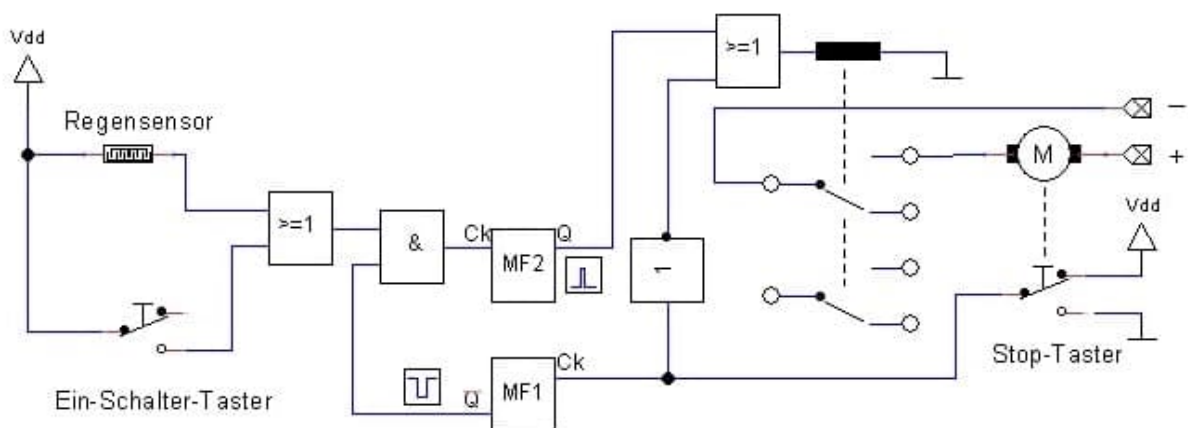 Vdd
>=1
Regensensor
−
M
+
Vdd
>=1
&
Ck
Q
MF2
1
Ein-Schalter-Taster
Q̅
MF1
Ck
Stop-Taster